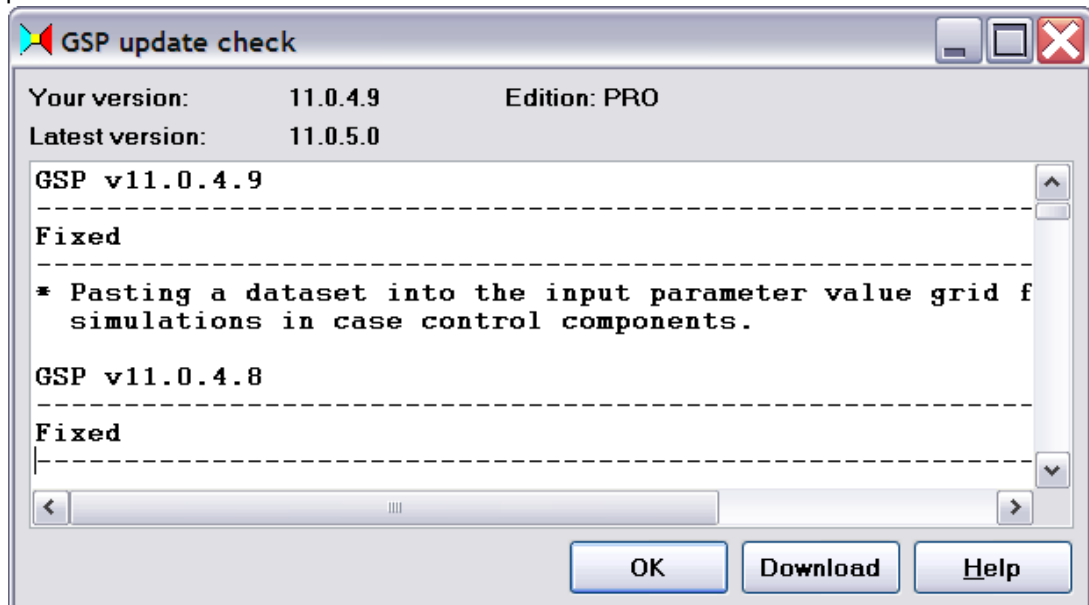 GSP update check
Your version: 11.0.4.9 Edition: PRO
Latest version: 11.0.5.0
GSP v11.0.4.9
----------------------------------------------------------
Fixed
----------------------------------------------------------
* Pasting a dataset into the input parameter value grid f
simulations in case control components.
GSP v11.0.4.8
----------------------------------------------------------
Fixed
----------------------------------------------------------
OK Download Help